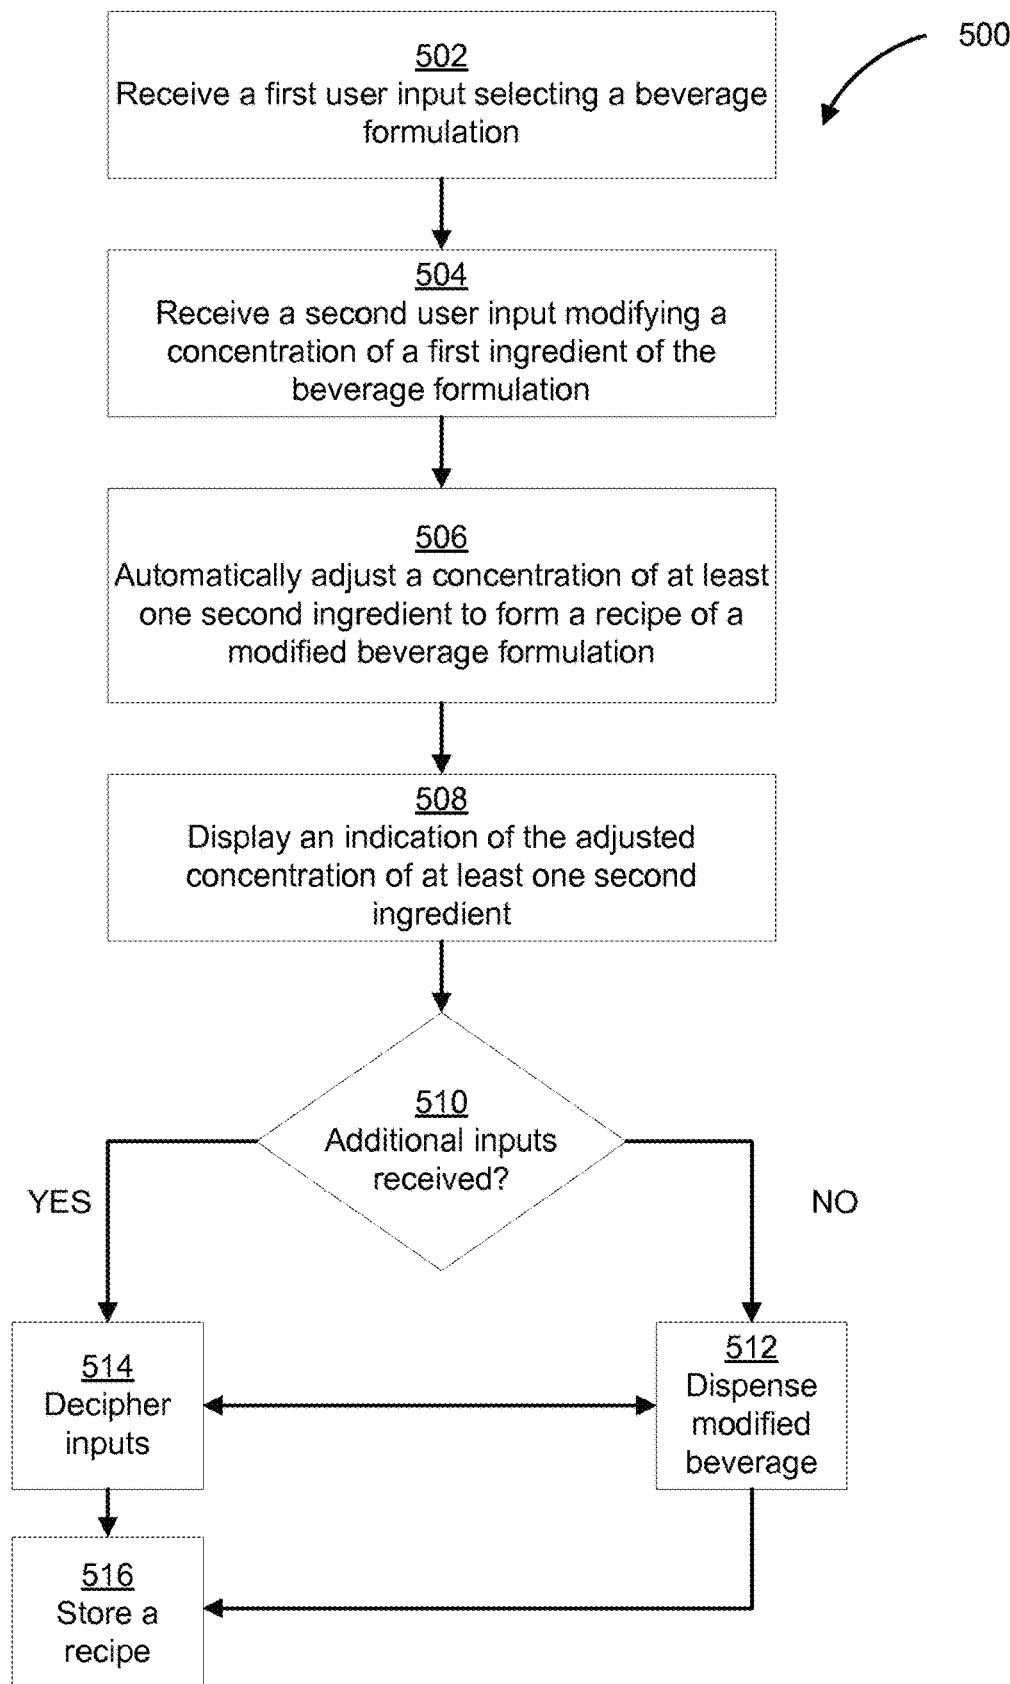 500
502
Receive a first user input selecting a beverage
formulation
504
Receive a second user input modifying a
concentration of a first ingredient of the
beverage formulation
506
Automatically adjust a concentration of at least
one second ingredient to form a recipe of a
modified beverage formulation
508
Display an indication of the adjusted
concentration of at least one second
ingredient
510
Additional inputs
received?
YES
NO
514
Decipher
inputs
512
Dispense
modified
beverage
516
Store a
recipe